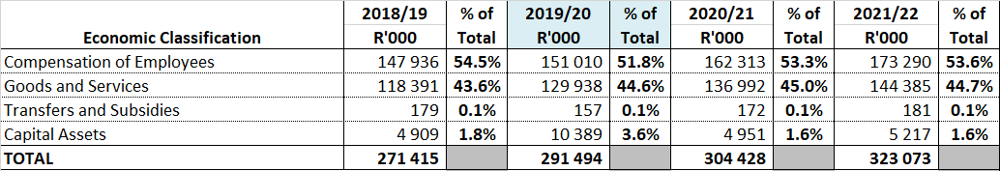 2018/19 % of 2019/20 % of 2020/21 % of 2021/22 % of
Economic Classification R'000 Total R'000 Total R'000 Total R'000 Total
Compensation of Employees 147 936 54.5% 151 010 51.8% 162 313 53.3% 173 290 53.6%
Goods and Services 118 391 43.6% 129 938 44.6% 136 992 45.0% 144 385 44.7%
Transfers and Subsidies 179 0.1% 157 0.1% 172 0.1% 181 0.1%
Capital Assets 4 909 1.8% 10 389 3.6% 4 951 1.6% 5 217 1.6%
TOTAL 271 415 291 494 304 428 323 073